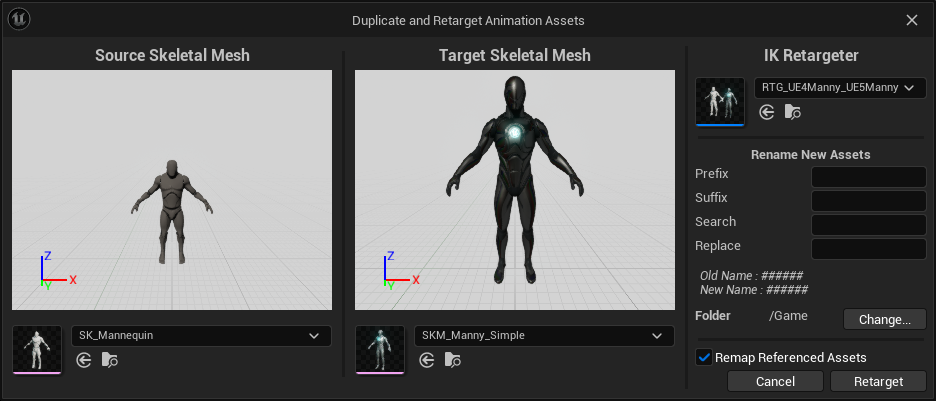 Duplicate and Retarget Animation Assets
Source Skeletal Mesh
Target Skeletal Mesh
IK Retargeter
RTG_UE4Manny_UE5Manny
Rename New Assets
Prefix
Suffix
Search
Replace
Old Name : ######
New Name : ######
Folder /Game Change...
Z
X
Y
Z
X
Y
SK_Mannequin
SKM_Manny_Simple
Remap Referenced Assets
Cancel Retarget